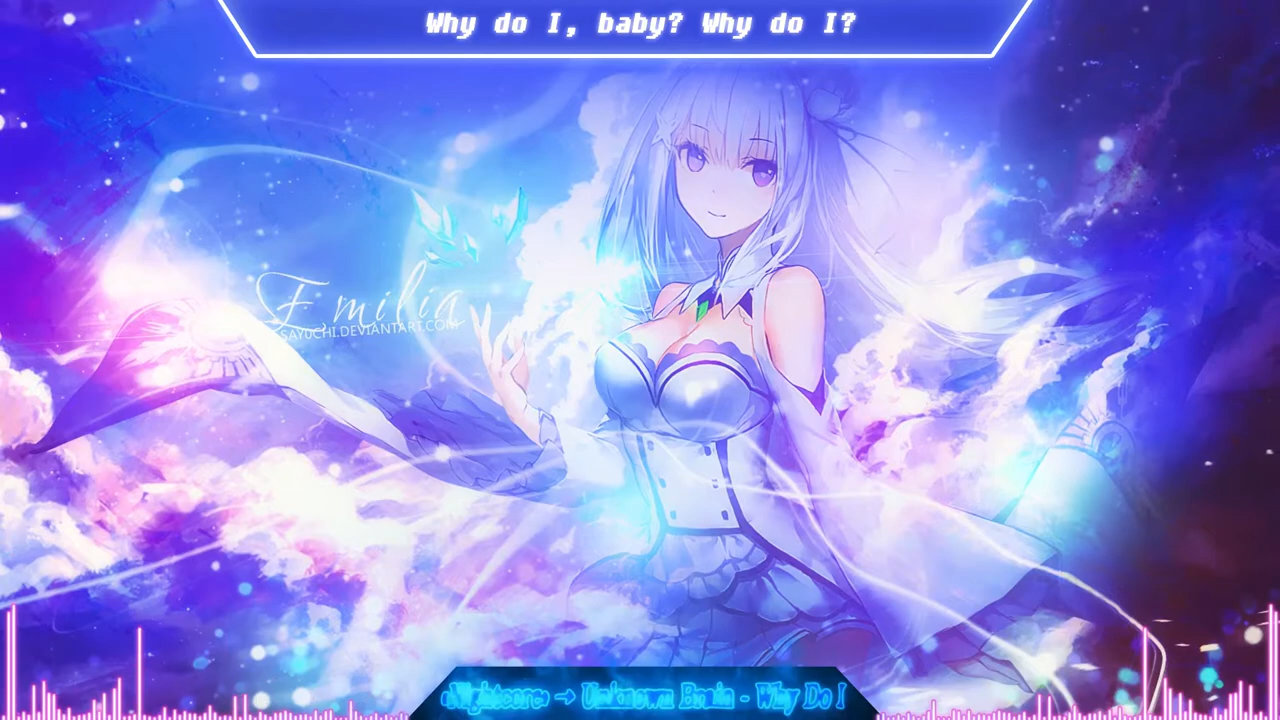 Why do I, baby? Why do I?
Emilia
SAYUCHI.DEVIANTART.COM
•Nightcore• → Unknown Brain - Why Do I